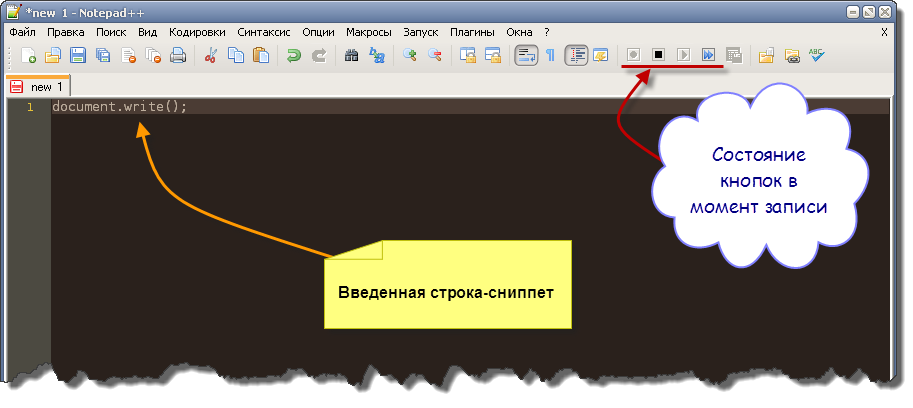 *new  1 - Notepad++
Файл Правка Поиск Вид Кодировки Синтаксис Опции Макросы Запуск Плагины Окна ? X
ABC
new 1
1 document.write();
Состояние
кнопок в
момент записи
Введенная строка-сниппет